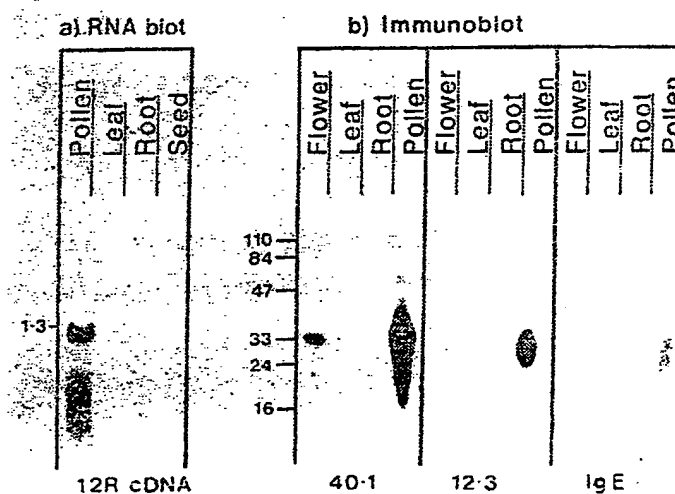 a) RNA blot
b) Immunoblot
Pollen
Leaf
Root
Seed
Flower
Leaf
Root
Pollen
Flower
Leaf
Root
Pollen
Flower
Leaf
Root
Pollen
1·3
110
84
47
33
24
16
12R cDNA
40·1
12·3
IgE